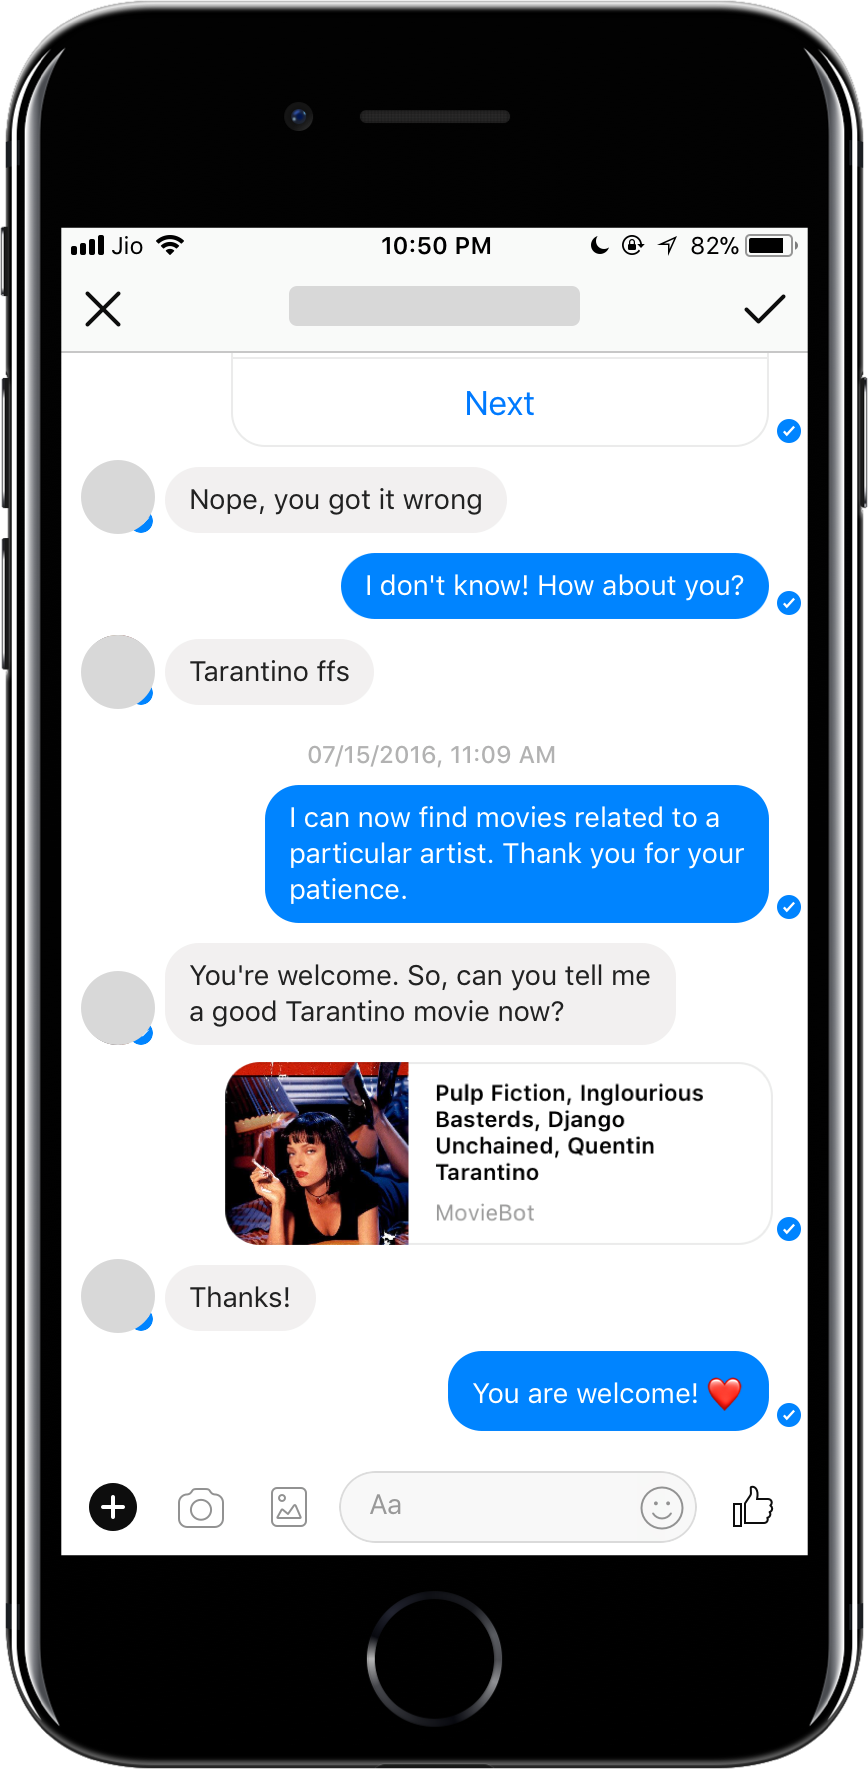 Jio 10:50 PM 82%
Next
Nope, you got it wrong
I don't know! How about you?
Tarantino ffs
07/15/2016, 11:09 AM
I can now find movies related to a
particular artist. Thank you for your
patience.
You're welcome. So, can you tell me
a good Tarantino movie now?
Pulp Fiction, Inglourious
Basterds, Django
Unchained, Quentin
Tarantino
MovieBot
Thanks!
You are welcome! ❤️
Aa